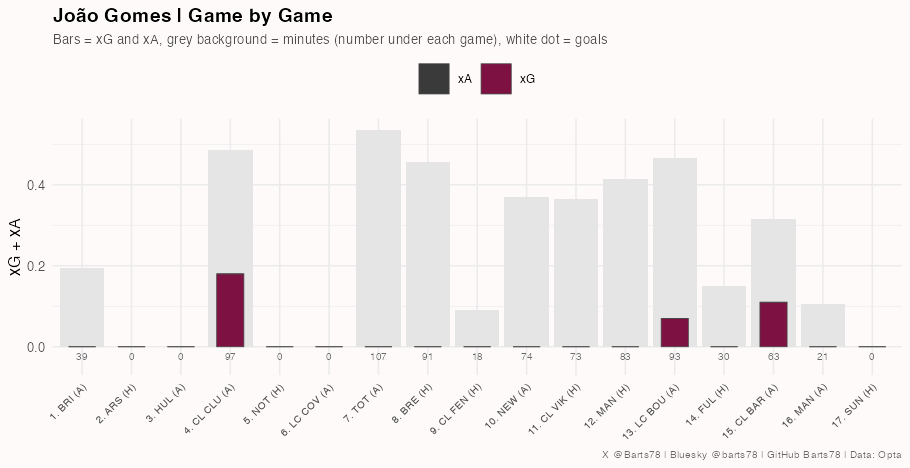 João Gomes | Game by Game
Bars = xG and xA, grey background = minutes (number under each game), white dot = goals
xA xG
xG + xA
0.4
0.2
0.0
39 0 0 97 0 0 107 91 18 74 73 83 93 30 63 21 0
1. BRI (A)
2. ARS (H)
3. HUL (A)
4. CL CLU (A)
5. NOT (H)
6. LC COV (A)
7. TOT (A)
8. BRE (H)
9. CL FEN (H)
10. NEW (A)
11. CL VIK (H)
12. MAN (H)
13. LC BOU (A)
14. FUL (H)
15. CL BAR (A)
16. MAN (A)
17. SUN (H)
X @Barts78 | Bluesky @barts78 | GitHub Barts78 | Data: Opta